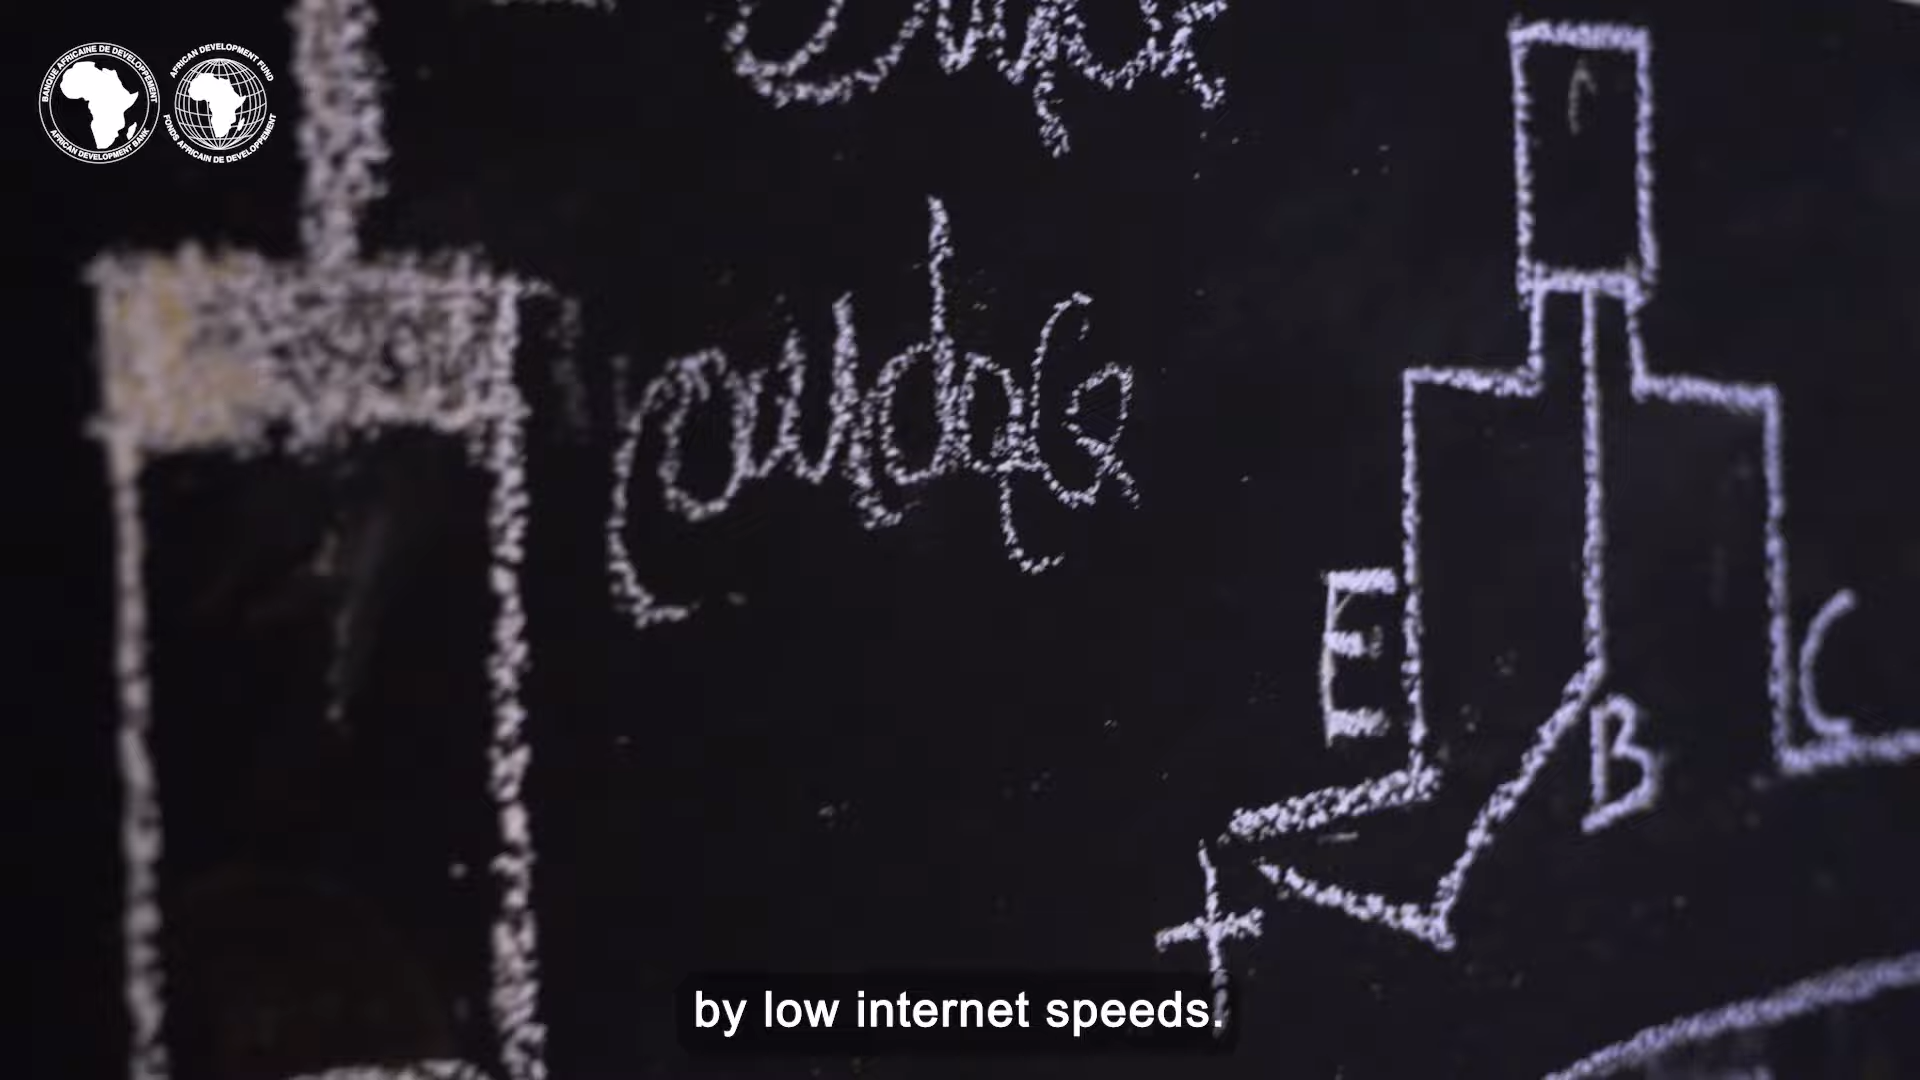 BANQUE AFRICAINE DE DEVELOPPEMENT
AFRICAN DEVELOPMENT BANK
AFRICAN DEVELOPMENT FUND
FONDS AFRICAIN DE DEVELOPPEMENT
E
C
B
+
by low internet speeds.